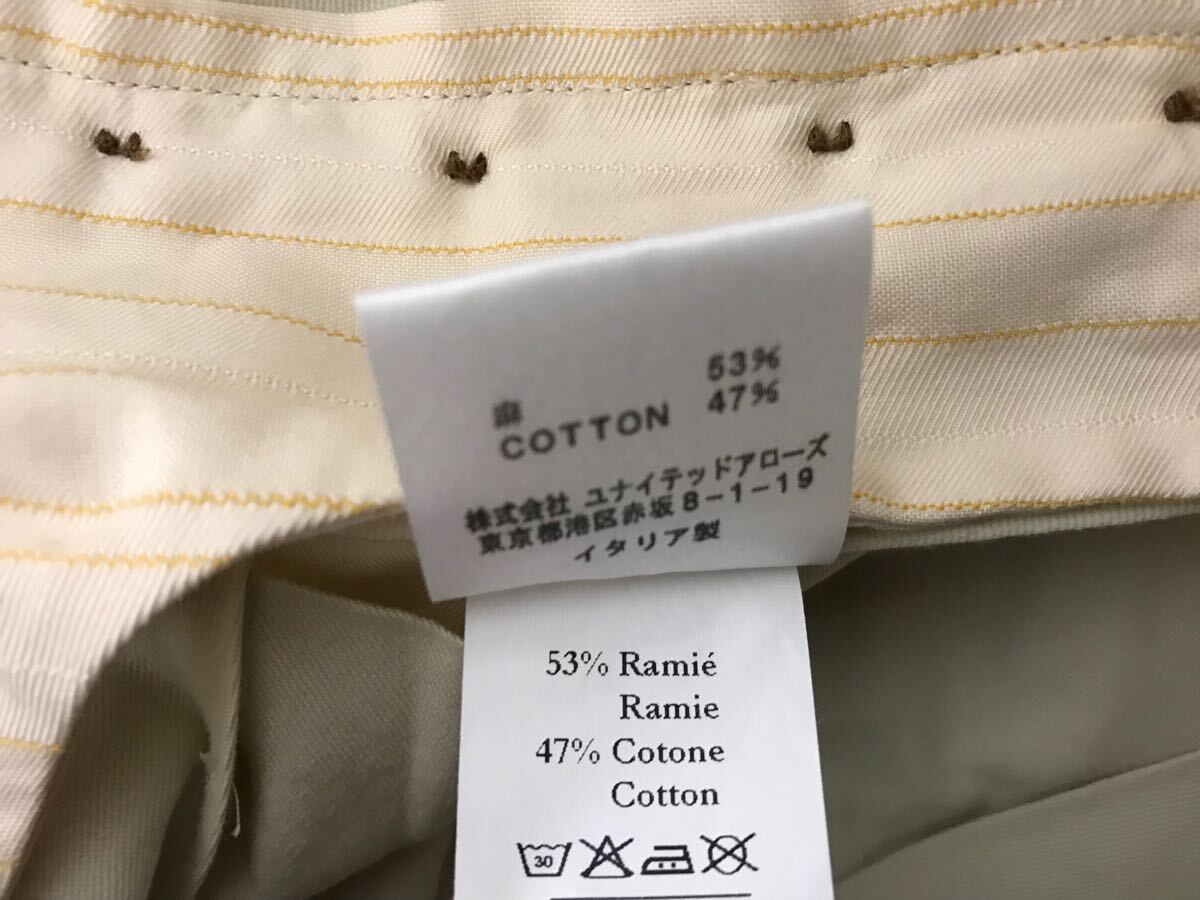 麻 53%
COTTON 47%
株式会社 ユナイテッドアローズ
東京都港区赤坂8-1-19
イタリア製
53% Ramié
Ramie
47% Cotone
Cotton
30